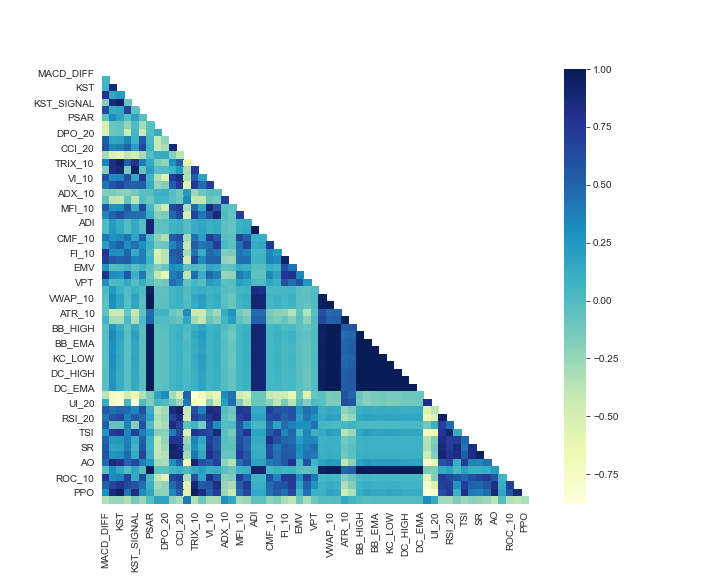 MACD_DIFF
KST
KST_SIGNAL
PSAR
DPO_20
CCI_20
TRIX_10
VI_10
ADX_10
MFI_10
ADI
CMF_10
FI_10
EMV
VPT
VWAP_10
ATR_10
BB_HIGH
BB_EMA
KC_LOW
DC_HIGH
DC_EMA
UI_20
RSI_20
TSI
SR
AO
ROC_10
PPO
MACD_DIFF
KST
KST_SIGNAL
PSAR
DPO_20
CCI_20
TRIX_10
VI_10
ADX_10
MFI_10
ADI
CMF_10
FI_10
EMV
VPT
VWAP_10
ATR_10
BB_HIGH
BB_EMA
KC_LOW
DC_HIGH
DC_EMA
UI_20
RSI_20
TSI
SR
AO
ROC_10
PPO
1.00
0.75
0.50
0.25
0.00
−0.25
−0.50
−0.75